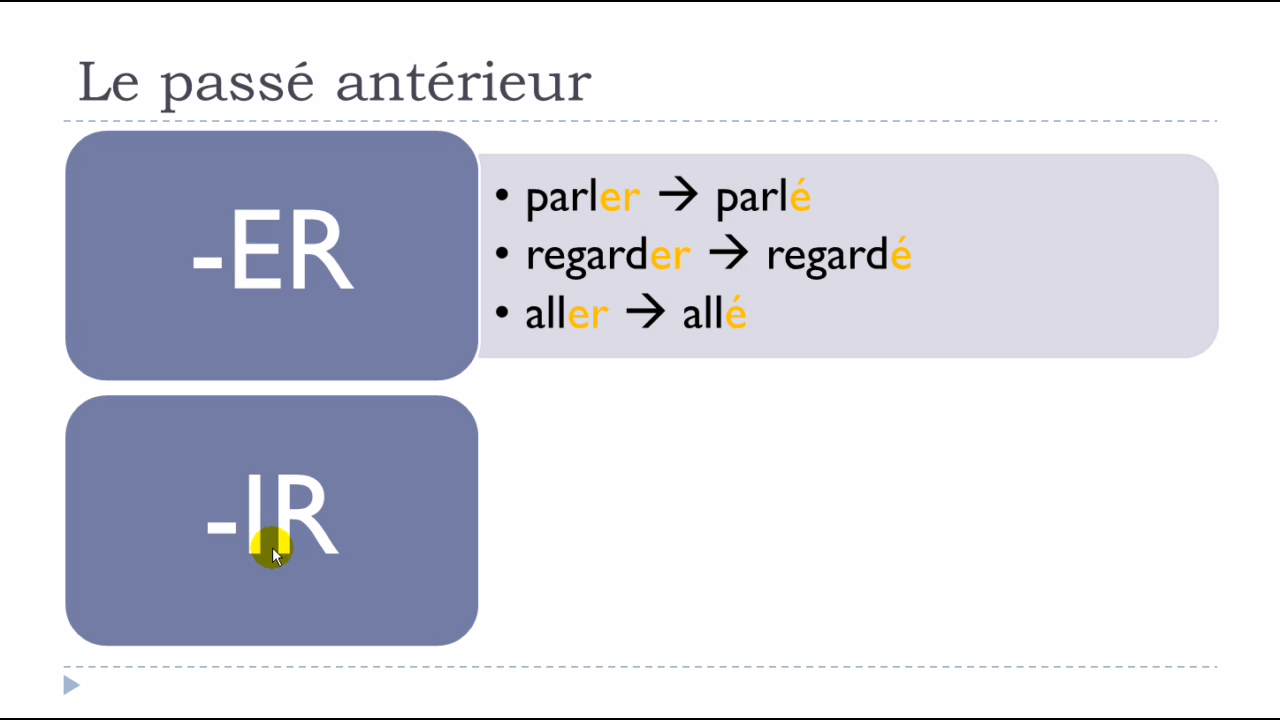 Le passé antérieur
-ER
• parler → parlé
• regarder → regardé
• aller → allé
-IR